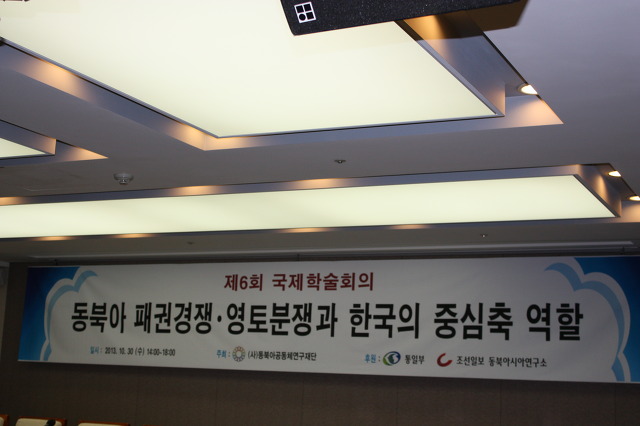 제6회 국제학술회의
동북아 패권경쟁·영토분쟁과 한국의 중심축 역할
일시 : 2013. 10. 30 (수) 14:00-18:00 주최 : (사)동북아공동체연구재단 후원 : 통일부 조선일보 동북아시아연구소